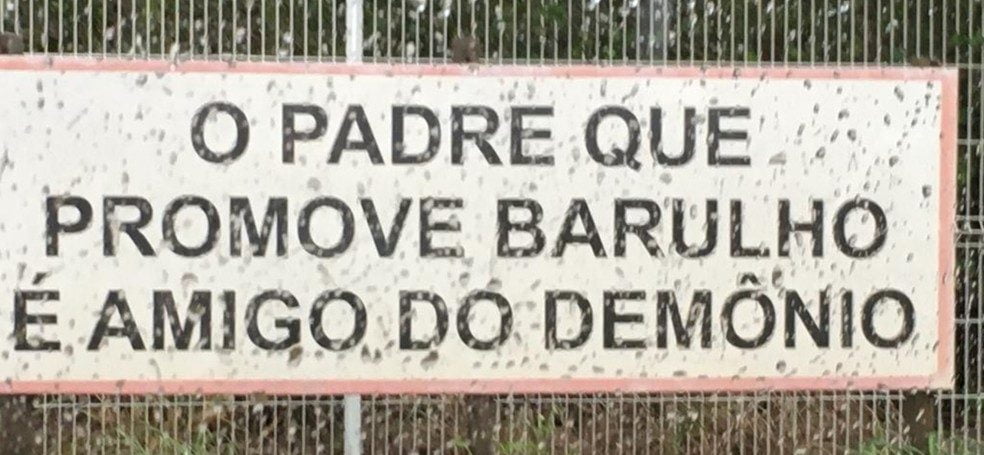 O PADRE QUE
PROMOVE BARULHO
É AMIGO DO DEMÔNIO